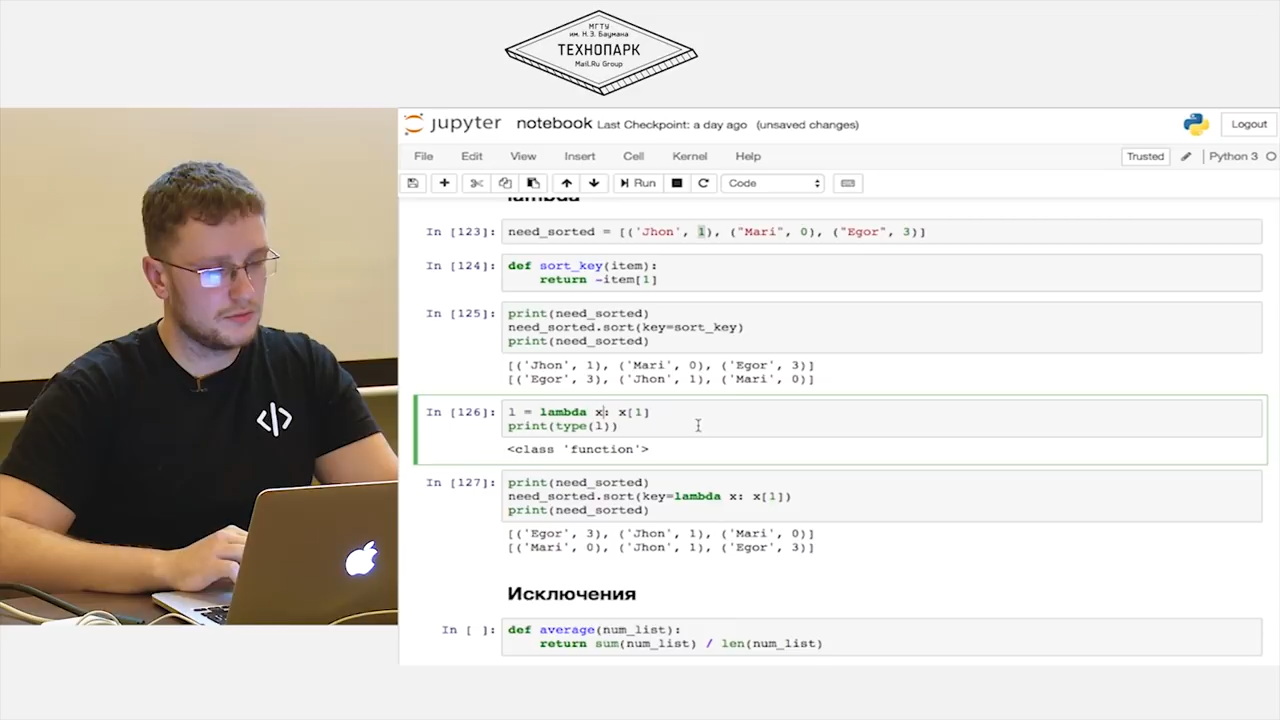 МГТУ
им. Н.Э. Баумана
ТЕХНОПАРК
Mail.Ru Group
jupyter notebook Last Checkpoint: a day ago (unsaved changes) Logout
File Edit View Insert Cell Kernel Help Trusted Python 3
Run Code
lambda
In [123]: need_sorted = [('Jhon', 1), ("Mari", 0), ("Egor", 3)]
In [124]: def sort_key(item):
return -item[1]
In [125]: print(need_sorted)
need_sorted.sort(key=sort_key)
print(need_sorted)
[('Jhon', 1), ('Mari', 0), ('Egor', 3)]
[('Egor', 3), ('Jhon', 1), ('Mari', 0)]
In [126]: l = lambda x: x[1]
print(type(l))
<class 'function'>
In [127]: print(need_sorted)
need_sorted.sort(key=lambda x: x[1])
print(need_sorted)
[('Egor', 3), ('Jhon', 1), ('Mari', 0)]
[('Mari', 0), ('Jhon', 1), ('Egor', 3)]
Исключения
In [ ]: def average(num_list):
return sum(num_list) / len(num_list)